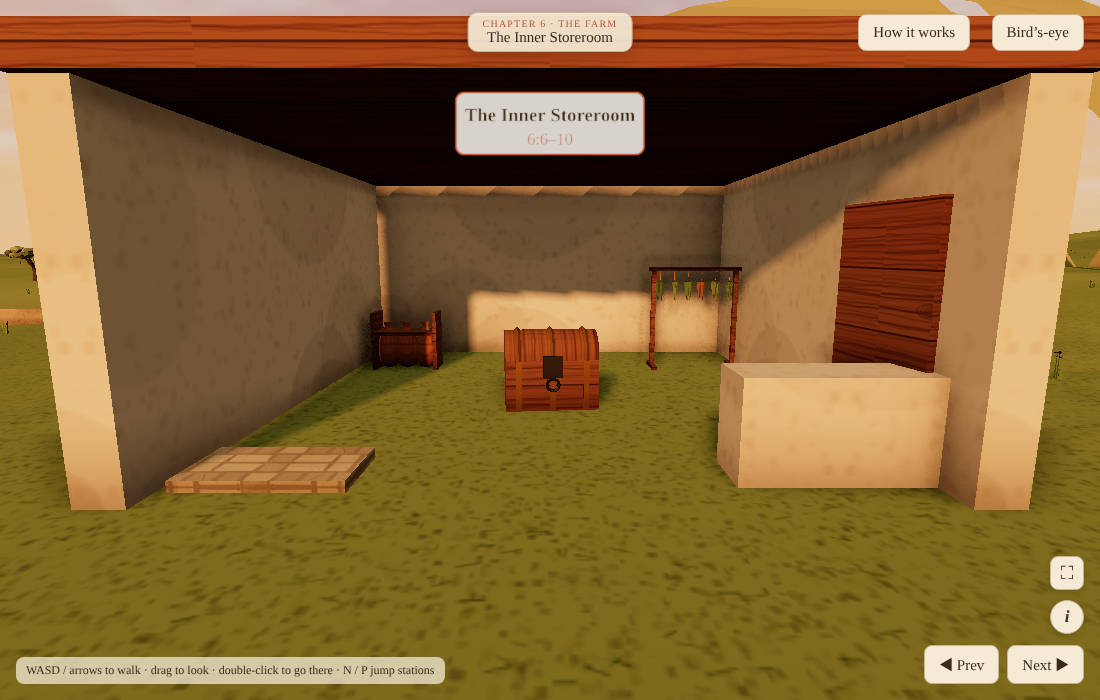 CHAPTER 6 · THE FARM
The Inner Storeroom
How it works
Bird's-eye
The Inner Storeroom
6:6–10
i
WASD / arrows to walk · drag to look · double-click to go there · N / P jump stations
◀ Prev
Next ▶